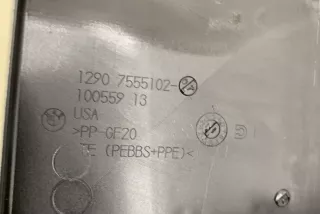 1290 7555102-
100559 13
USA
>PP-GF20
(PEBBS+PPE)<